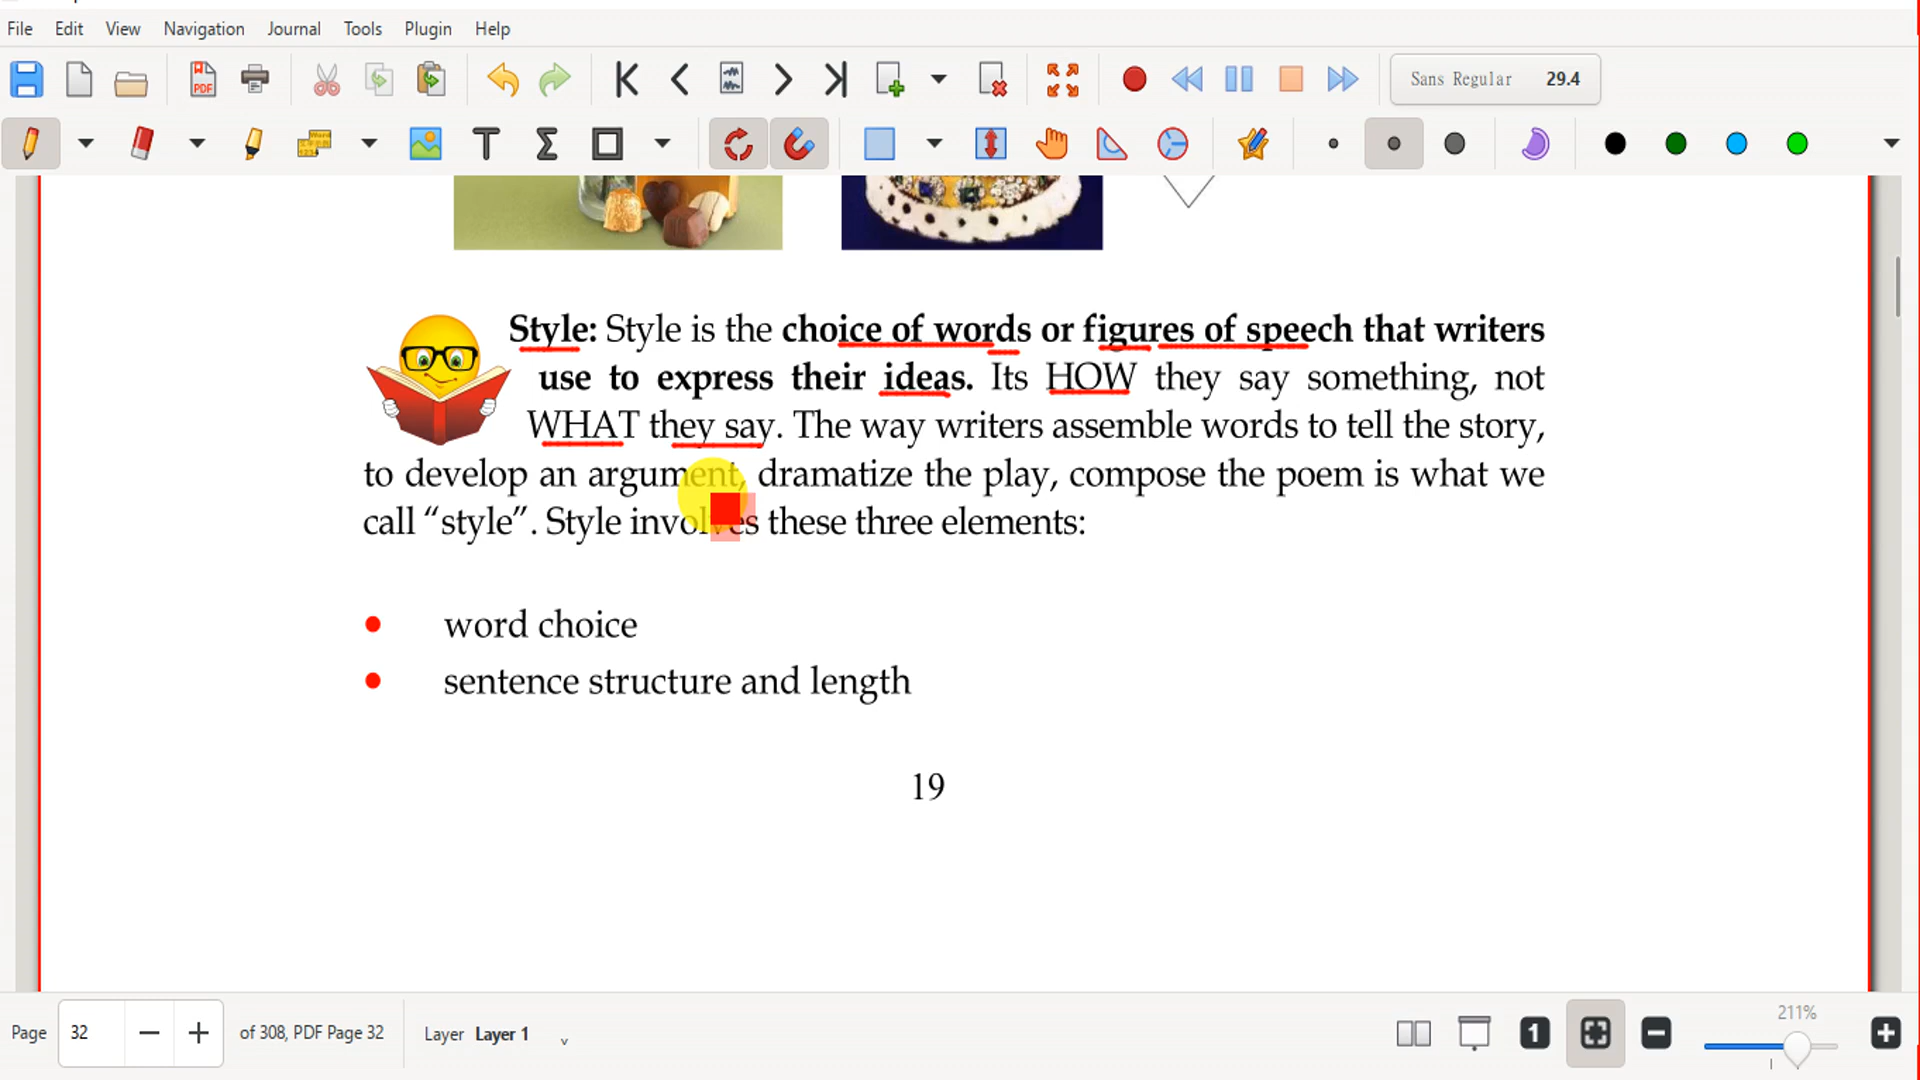 File Edit View Navigation Journal Tools Plugin Help
PDF Sans Regular 29.4
T Σ
Style: Style is the choice of words or figures of speech that writers
use to express their ideas. Its HOW they say something, not
WHAT they say. The way writers assemble words to tell the story,
to develop an argument, dramatize the play, compose the poem is what we
call “style”. Style involves these three elements:
• word choice
• sentence structure and length
19
211%
Page 32 of 308, PDF Page 32 Layer Layer 1 1